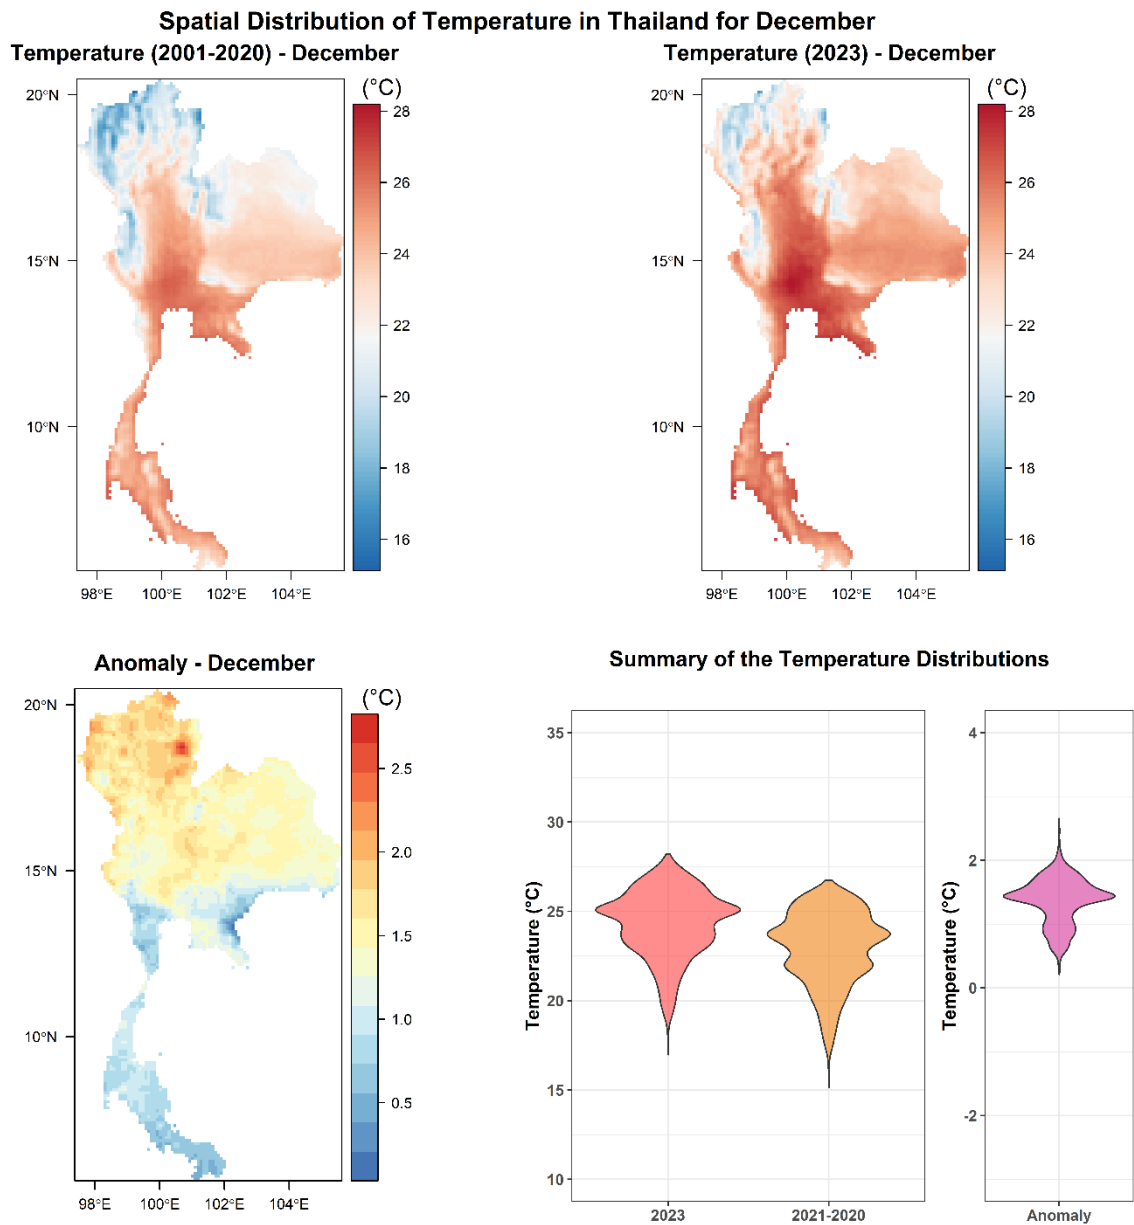 Spatial Distribution of Temperature in Thailand for December
Temperature (2001-2020) - December
(°C)
20°N
15°N
10°N
98°E 100°E 102°E 104°E
28
26
24
22
20
18
16
Temperature (2023) - December
(°C)
20°N
15°N
10°N
98°E 100°E 102°E 104°E
28
26
24
22
20
18
16
Anomaly - December
(°C)
20°N
15°N
10°N
98°E 100°E 102°E 104°E
2.5
2.0
1.5
1.0
0.5
Summary of the Temperature Distributions
Temperature (°C)
35
30
25
20
15
10
2023 2021-2020
Temperature (°C)
4
2
0
-2
Anomaly